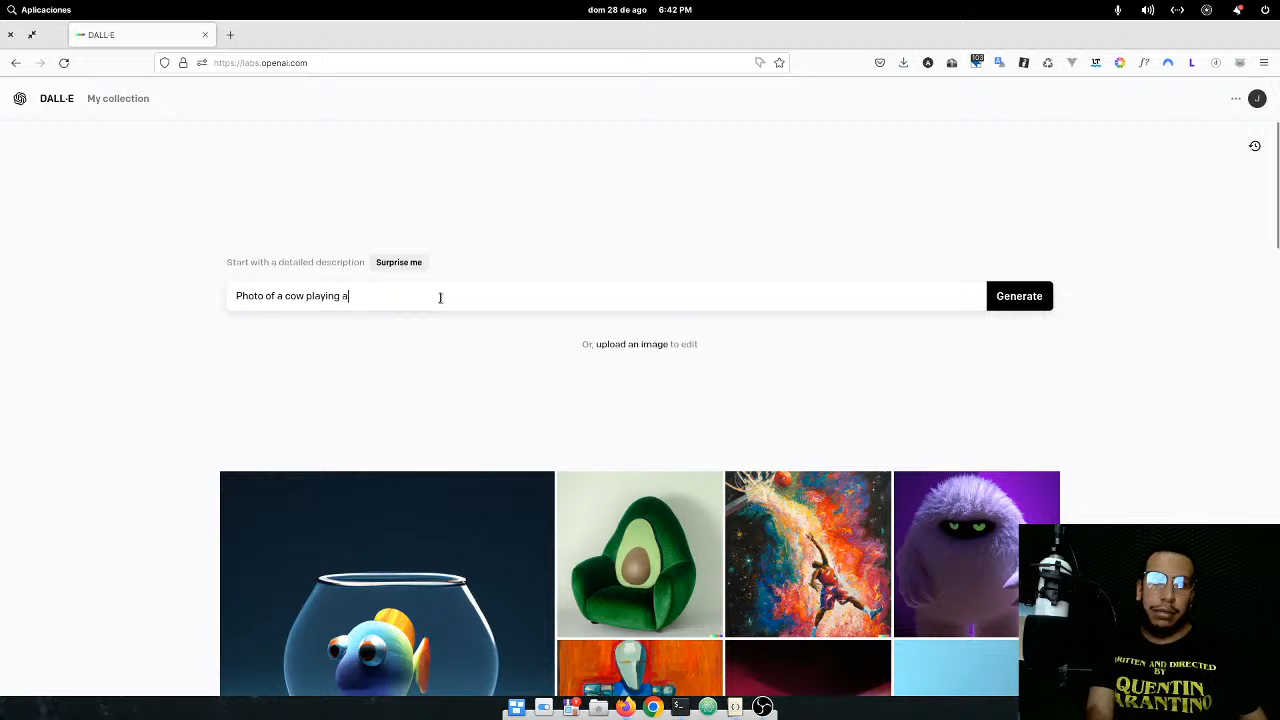 Aplicaciones
dom 28 de ago 6:42 PM
DALL·E
https://labs.openai.com
103
DALL·E My collection
J
Start with a detailed description Surprise me
Photo of a cow playing a
Generate
Or, upload an image to edit
WRITTEN AND DIRECTED
BY
QUENTIN
TARANTINO